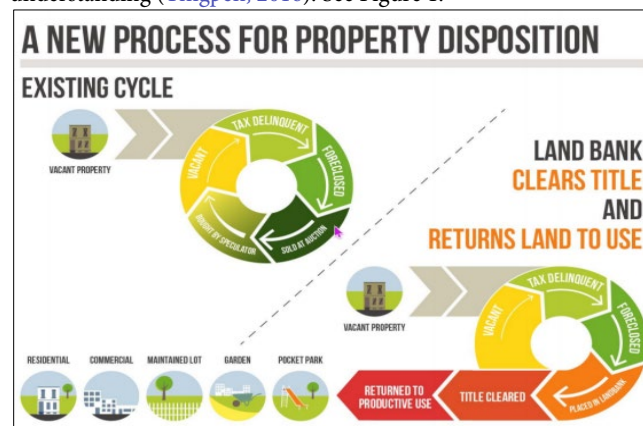 A NEW PROCESS FOR PROPERTY DISPOSITION
EXISTING CYCLE
VACANT PROPERTY
TAX DELINQUENT
FORECLOSED
SOLD AT AUCTION
BOUGHT BY SPECULATOR
VACANT
LAND BANK
CLEARS TITLE
AND
RETURNS LAND TO USE
VACANT PROPERTY
TAX DELINQUENT
FORECLOSED
PLACED IN LANDBANK
VACANT
TITLE CLEARED
RETURNED TO
PRODUCTIVE USE
RESIDENTIAL
COMMERCIAL
MAINTAINED LOT
GARDEN
POCKET PARK